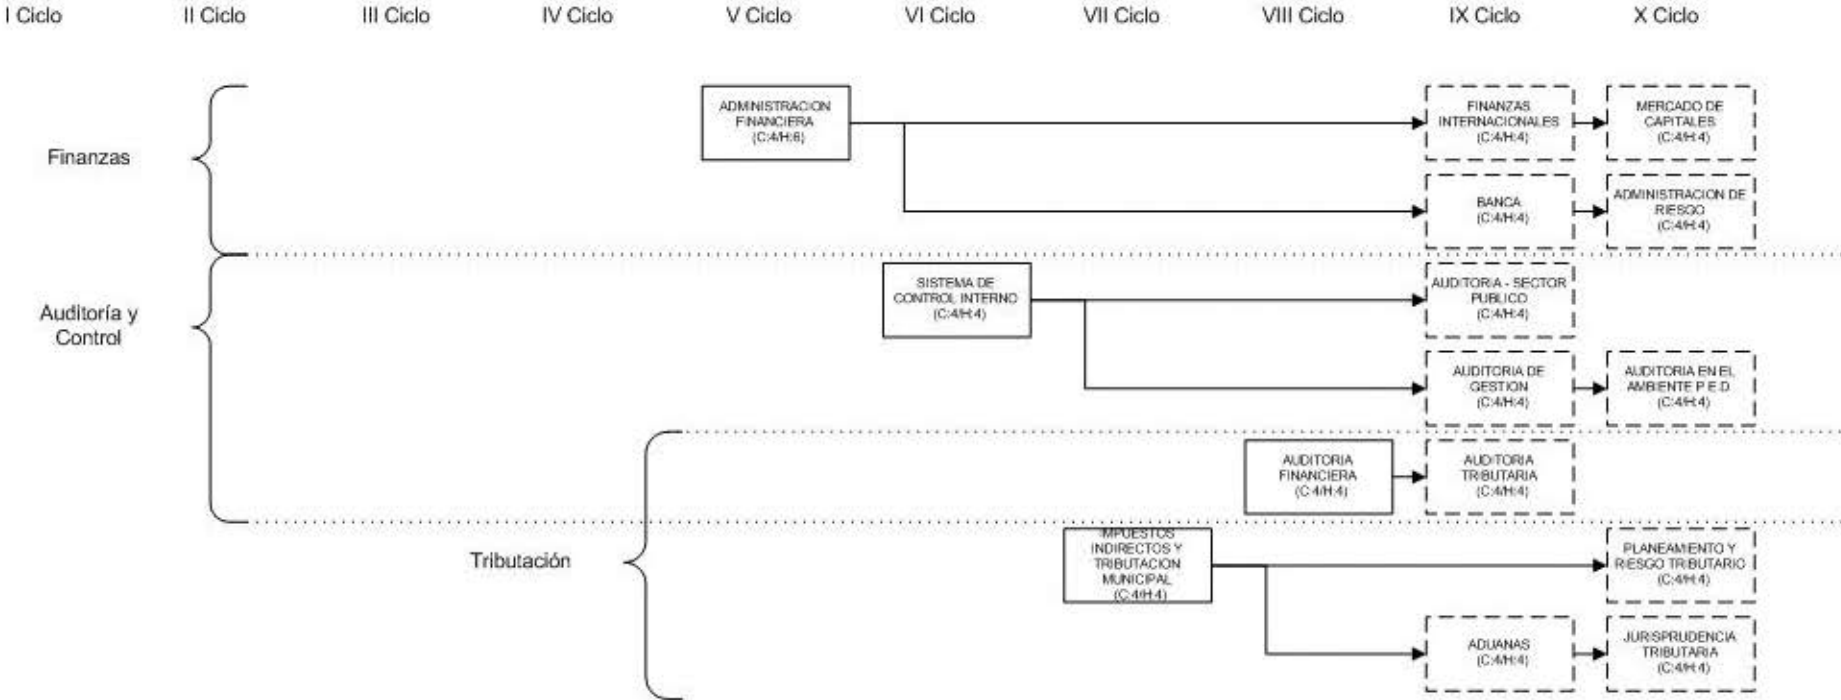 I Ciclo II Ciclo III Ciclo IV Ciclo V Ciclo VI Ciclo VII Ciclo VIII Ciclo IX Ciclo X Ciclo
Finanzas
ADMINISTRACION
FINANCIERA
(C:4/H:6)
FINANZAS
INTERNACIONALES
(C:4/H:4)
MERCADO DE
CAPITALES
(C:4/H:4)
BANCA
(C:4/H:4)
ADMINISTRACION DE
RIESGO
(C:4/H:4)
Auditoría y
Control
SISTEMA DE
CONTROL INTERNO
(C:4/H:4)
AUDITORIA - SECTOR
PUBLICO
(C:4/H:4)
AUDITORIA DE
GESTION
(C:4/H:4)
AUDITORIA EN EL
AMBIENTE P.E.D.
(C:4/H:4)
AUDITORIA
FINANCIERA
(C:4/H:4)
AUDITORIA
TRIBUTARIA
(C:4/H:4)
Tributación
IMPUESTOS
INDIRECTOS Y
TRIBUTACION
MUNICIPAL
(C:4/H:4)
PLANEAMIENTO Y
RIESGO TRIBUTARIO
(C:4/H:4)
ADUANAS
(C:4/H:4)
JURISPRUDENCIA
TRIBUTARIA
(C:4/H:4)